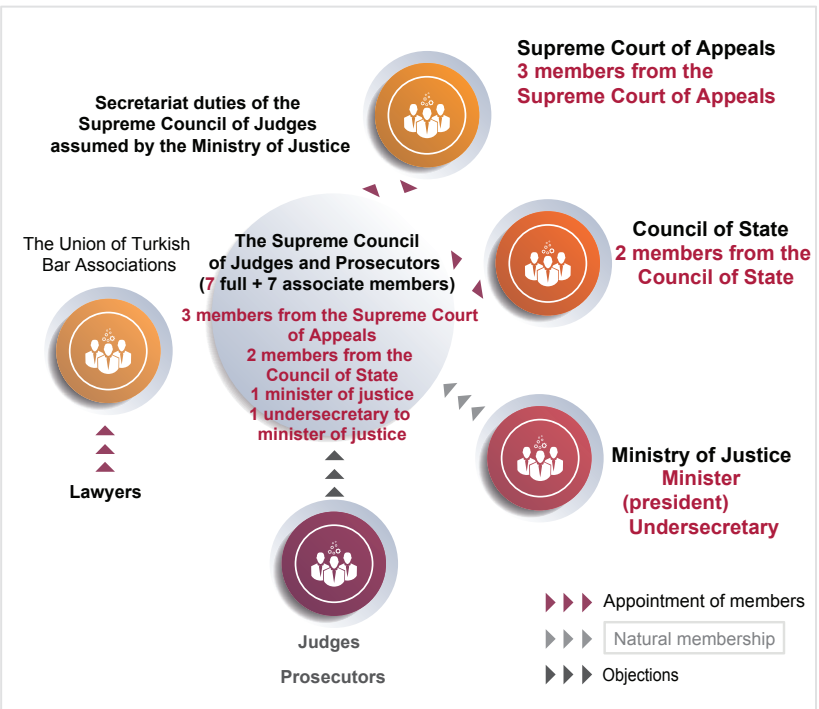 Supreme Court of Appeals
3 members from the
Supreme Court of Appeals
Secretariat duties of the
Supreme Council of Judges
assumed by the Ministry of Justice
The Union of Turkish
Bar Associations
The Supreme Council
of Judges and Prosecutors
(7 full + 7 associate members)
3 members from the Supreme Court
of Appeals
2 members from the
Council of State
1 minister of justice
1 undersecretary to
minister of justice
Council of State
2 members from the
Council of State
Lawyers
Ministry of Justice
Minister
(president)
Undersecretary
Judges
Prosecutors
Appointment of members
Natural membership
Objections